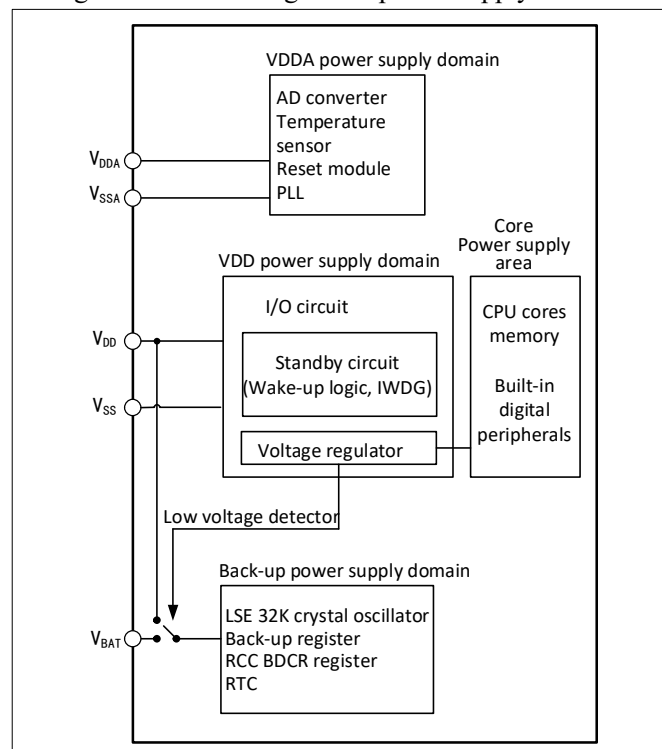 VDDA power supply domain
AD converter
Temperature
sensor
Reset module
PLL
VDDA
VSSA
Core
Power supply
area
VDD power supply domain
I/O circuit
CPU cores
memory
VDD
Standby circuit
(Wake-up logic, IWDG)
Built-in
digital
peripherals
VSS
Voltage regulator
Low voltage detector
Back-up power supply domain
LSE 32K crystal oscillator
Back-up register
RCC BDCR register
RTC
VBAT